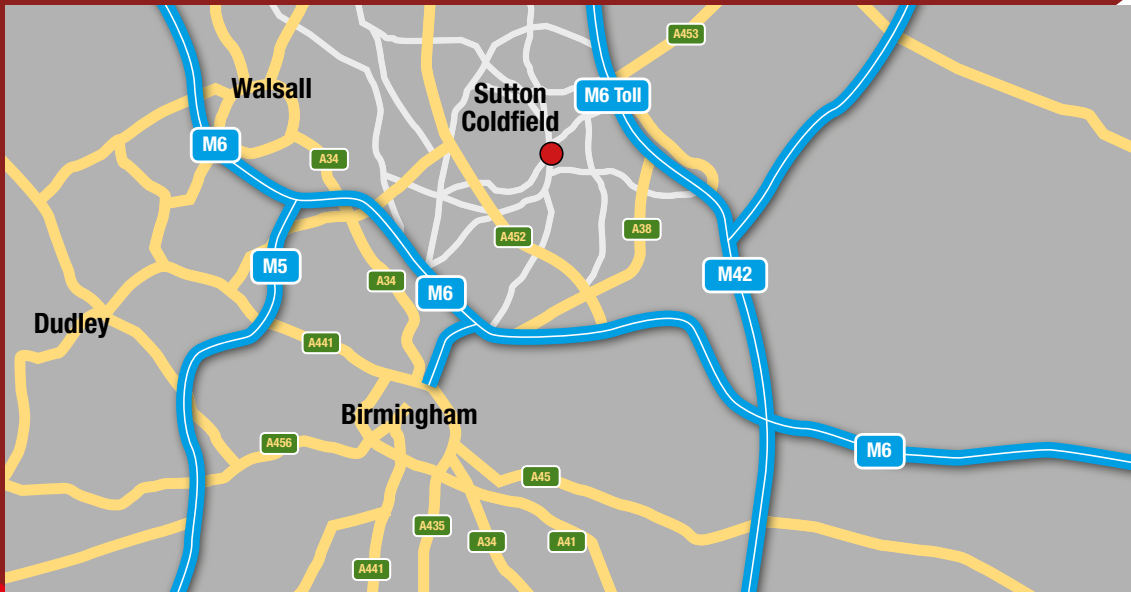 A453
Walsall
Sutton
Coldfield
M6 Toll
M6
A34
A452
A38
M5
A34
M6
M42
Dudley
A441
Birmingham
A456
M6
A45
A435
A34
A41
A441